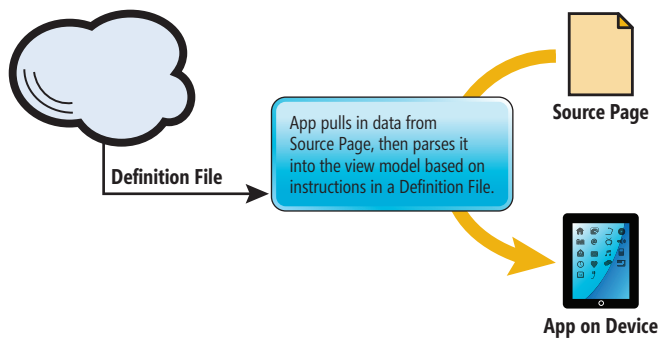 Source Page
App pulls in data from
Source Page, then parses it
into the view model based on
instructions in a Definition File.
Definition File
App on Device